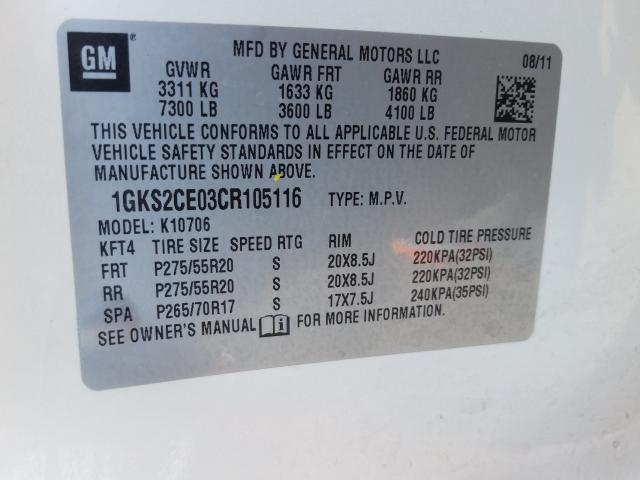 GM
MFD BY GENERAL MOTORS LLC 08/11
GVWR GAWR FRT GAWR RR
3311 KG 1633 KG 1860 KG
7300 LB 3600 LB 4100 LB
THIS VEHICLE CONFORMS TO ALL APPLICABLE U.S. FEDERAL MOTOR
VEHICLE SAFETY STANDARDS IN EFFECT ON THE DATE OF
MANUFACTURE SHOWN ABOVE.
1GKS2CE03CR105116 TYPE: M.P.V.
MODEL: K10706
KFT4 TIRE SIZE SPEED RTG RIM COLD TIRE PRESSURE
FRT P275/55R20 S 20X8.5J 220KPA(32PSI)
RR P275/55R20 S 20X8.5J 220KPA(32PSI)
SPA P265/70R17 S 17X7.5J 240KPA(35PSI)
SEE OWNER'S MANUAL i FOR MORE INFORMATION.